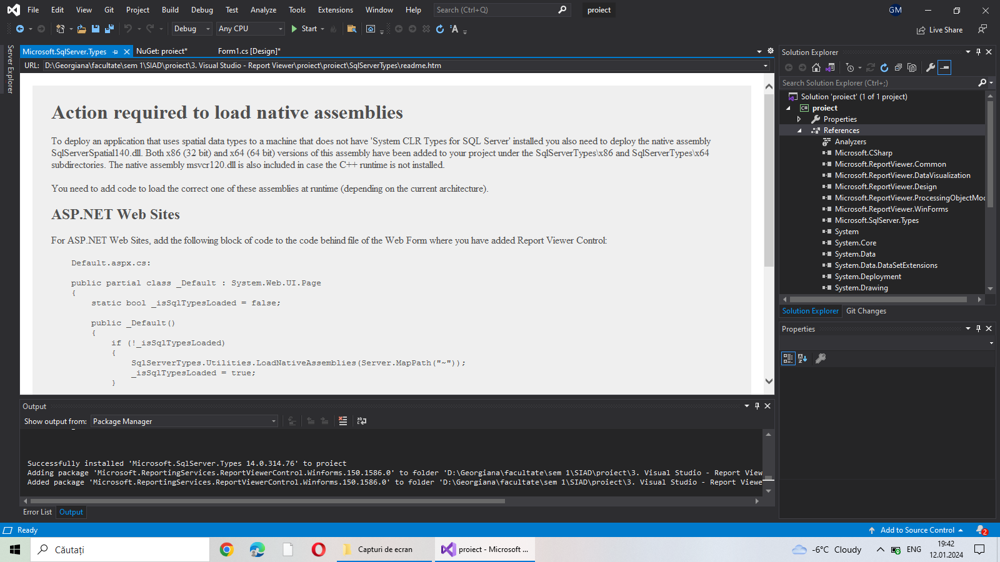 File Edit View Git Project Build Debug Test Analyze Tools Extensions Window Help Search (Ctrl+Q) proiect GM
Debug Any CPU Start Live Share
Server Explorer
Microsoft.SqlServer.Types NuGet: proiect* Form1.cs [Design]*
URL: D:\Georgiana\facultate\sem 1\SIAD\proiect\3. Visual Studio - Report Viewer\proiect\proiect\SqlServerTypes\readme.htm
Action required to load native assemblies
To deploy an application that uses spatial data types to a machine that does not have 'System CLR Types for SQL Server' installed you also need to deploy the native assembly
SqlServerSpatial140.dll. Both x86 (32 bit) and x64 (64 bit) versions of this assembly have been added to your project under the SqlServerTypes\x86 and SqlServerTypes\x64
subdirectories. The native assembly msvcr120.dll is also included in case the C++ runtime is not installed.
You need to add code to load the correct one of these assemblies at runtime (depending on the current architecture).
ASP.NET Web Sites
For ASP.NET Web Sites, add the following block of code to the code behind file of the Web Form where you have added Report Viewer Control:
Default.aspx.cs:
public partial class _Default : System.Web.UI.Page
{
static bool _isSqlTypesLoaded = false;
public _Default()
{
if (!_isSqlTypesLoaded)
{
SqlServerTypes.Utilities.LoadNativeAssemblies(Server.MapPath("~"));
_isSqlTypesLoaded = true;
}
Output
Show output from: Package Manager
Successfully installed 'Microsoft.SqlServer.Types 14.0.314.76' to proiect
Adding package 'Microsoft.ReportingServices.ReportViewerControl.Winforms.150.1586.0' to folder 'D:\Georgiana\facultate\sem 1\SIAD\proiect\3. Visual Studio - Report View
Added package 'Microsoft.ReportingServices.ReportViewerControl.Winforms.150.1586.0' to folder 'D:\Georgiana\facultate\sem 1\SIAD\proiect\3. Visual Studio - Report Viewe
Error List Output
Solution Explorer
Search Solution Explorer (Ctrl+;)
Solution 'proiect' (1 of 1 project)
C# proiect
Properties
References
Analyzers
Microsoft.CSharp
Microsoft.ReportViewer.Common
Microsoft.ReportViewer.DataVisualization
Microsoft.ReportViewer.Design
Microsoft.ReportViewer.ProcessingObjectMod
Microsoft.ReportViewer.WinForms
Microsoft.SqlServer.Types
System
System.Core
System.Data
System.Data.DataSetExtensions
System.Deployment
System.Drawing
Solution Explorer Git Changes
Properties
Ready Add to Source Control 2
Căutați Capturi de ecran proiect - Microsoft ... -6°C Cloudy ENG 19:42
12.01.2024